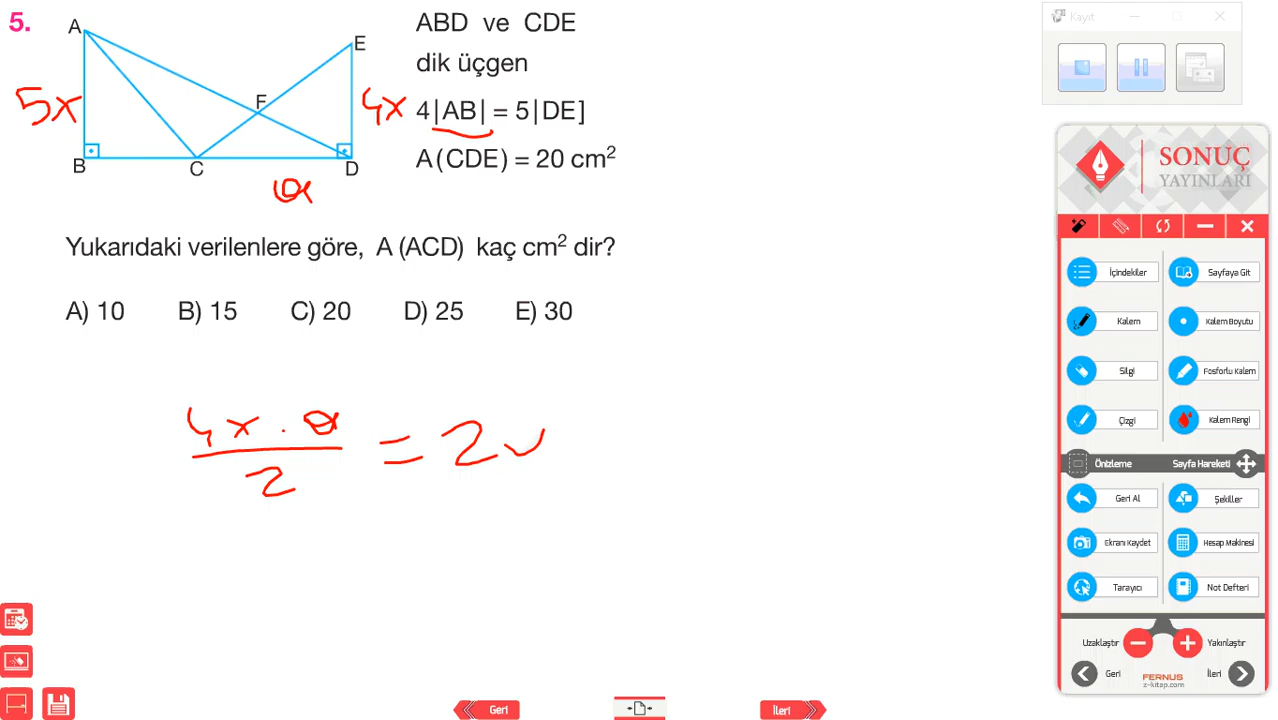 5.
A
E
F
B
C
D
5x
4x
a
ABD ve CDE
dik üçgen
4|AB| = 5|DE]
A(CDE) = 20 cm²
Yukarıdaki verilenlere göre, A (ACD) kaç cm² dir?
A) 10 B) 15 C) 20 D) 25 E) 30
4x . a
2
= 20
Kayıt
SONUÇ
YAYINLARI
İçindekiler
Sayfaya Git
Kalem
Kalem Boyutu
Silgi
Fosforlu Kalem
Çizgi
Kalem Rengi
Önizleme
Sayfa Hareketi
Geri Al
Şekiller
Ekranı Kaydet
Hesap Makinesi
Tarayıcı
Not Defteri
Uzaklaştır
Yakınlaştır
Geri
FERNUS
z-kitap.com
İleri
Geri
İleri